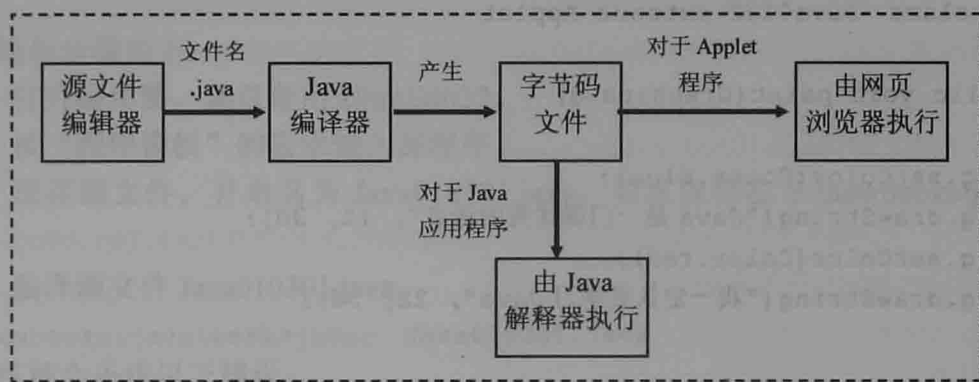 文件名
对于 Applet
源文件
编辑器
.java
Java
编译器
产生
字节码
文件
程序
由网页
浏览器执行
对于 Java
应用程序
由 Java
解释器执行